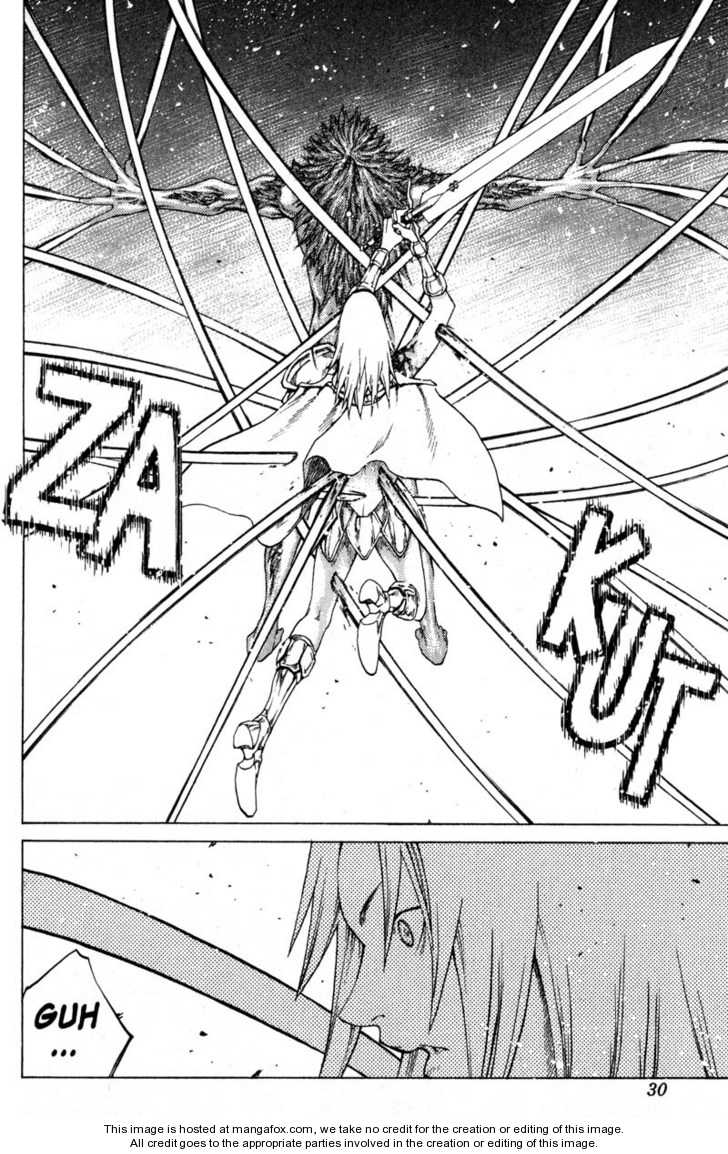 ZA
KUT
GUH
...
30
This image is hosted at mangafox.com, we take no credit for the creation or editing of this image.
All credit goes to the appropriate parties involved in the creation or editing of this image.